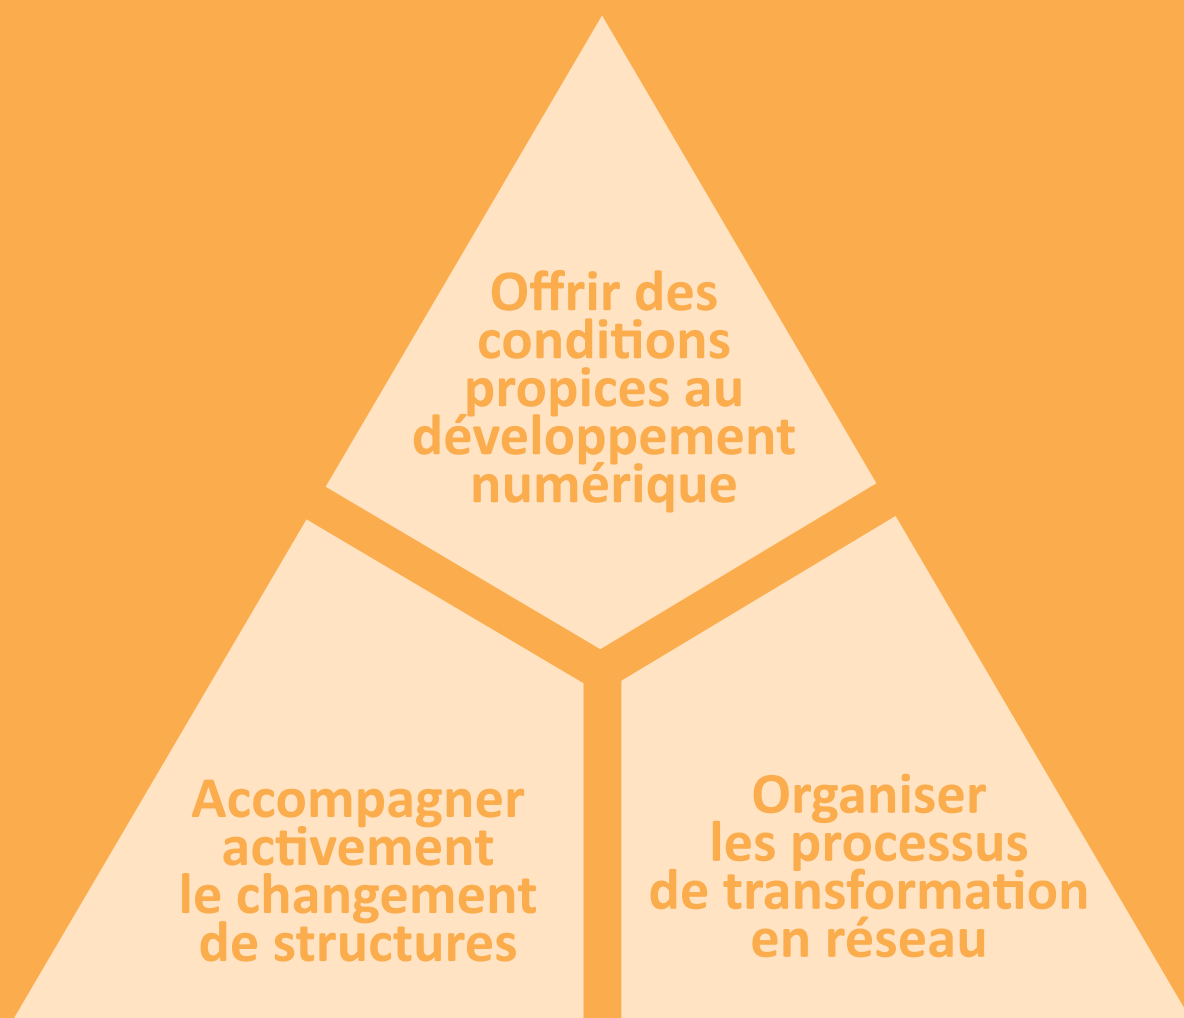 Offrir des
conditions
propices au
développement
numérique
Accompagner
activement
le changement
de structures
Organiser
les processus
de transformation
en réseau